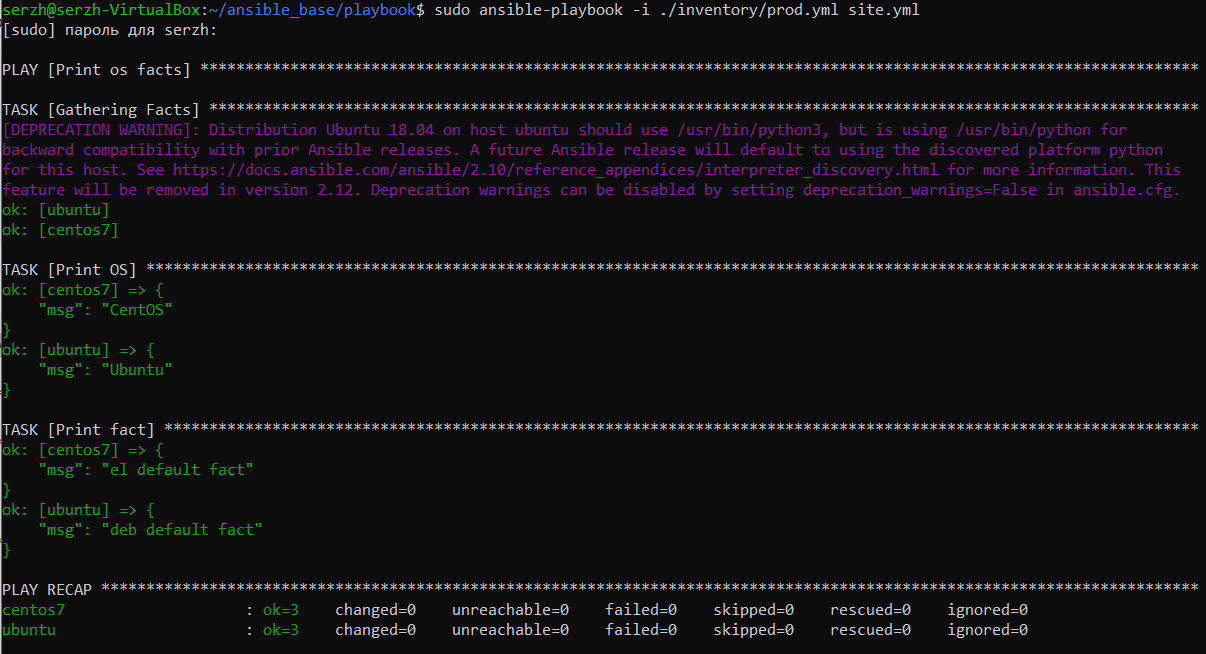 serzh@serzh-VirtualBox:~/ansible_base/playbook$ sudo ansible-playbook -i ./inventory/prod.yml site.yml
[sudo] пароль для serzh:
PLAY [Print os facts] ***************************************************************************************************************
TASK [Gathering Facts] **************************************************************************************************************
[DEPRECATION WARNING]: Distribution Ubuntu 18.04 on host ubuntu should use /usr/bin/python3, but is using /usr/bin/python for
backward compatibility with prior Ansible releases. A future Ansible release will default to using the discovered platform python
for this host. See https://docs.ansible.com/ansible/2.10/reference_appendices/interpreter_discovery.html for more information. This
feature will be removed in version 2.12. Deprecation warnings can be disabled by setting deprecation_warnings=False in ansible.cfg.
ok: [ubuntu]
ok: [centos7]
TASK [Print OS] *********************************************************************************************************************
ok: [centos7] => {
    "msg": "CentOS"
}
ok: [ubuntu] => {
    "msg": "Ubuntu"
}
TASK [Print fact] *******************************************************************************************************************
ok: [centos7] => {
    "msg": "el default fact"
}
ok: [ubuntu] => {
    "msg": "deb default fact"
}
PLAY RECAP **************************************************************************************************************************
centos7                    : ok=3    changed=0    unreachable=0    failed=0    skipped=0    rescued=0    ignored=0
ubuntu                     : ok=3    changed=0    unreachable=0    failed=0    skipped=0    rescued=0    ignored=0